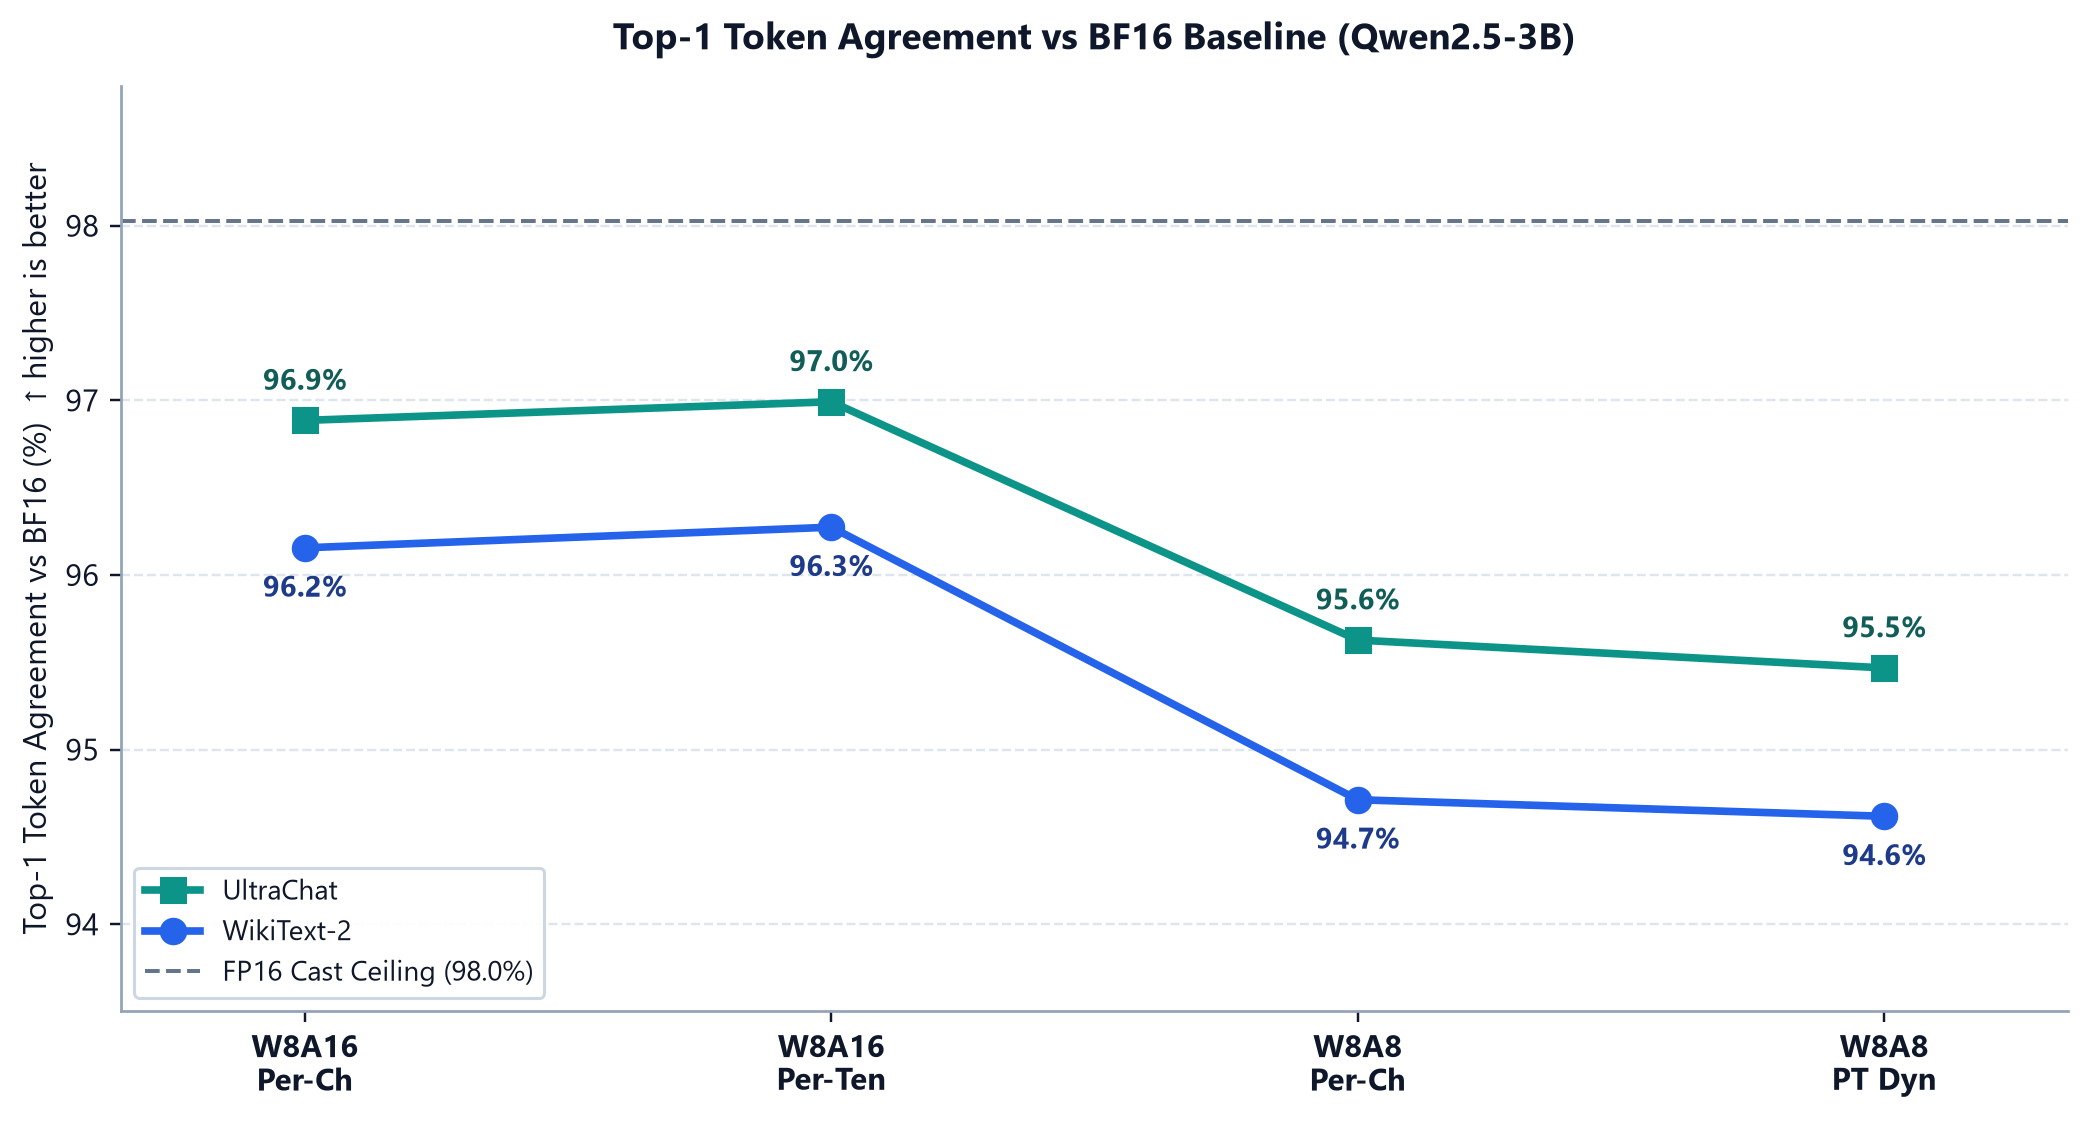 Top-1 Token Agreement vs BF16 Baseline (Qwen2.5-3B)
Top-1 Token Agreement vs BF16 (%) ↑ higher is better
98
97
96
95
94
96.9%
97.0%
95.6%
95.5%
96.2%
96.3%
94.7%
94.6%
UltraChat
WikiText-2
FP16 Cast Ceiling (98.0%)
W8A16
Per-Ch
W8A16
Per-Ten
W8A8
Per-Ch
W8A8
PT Dyn